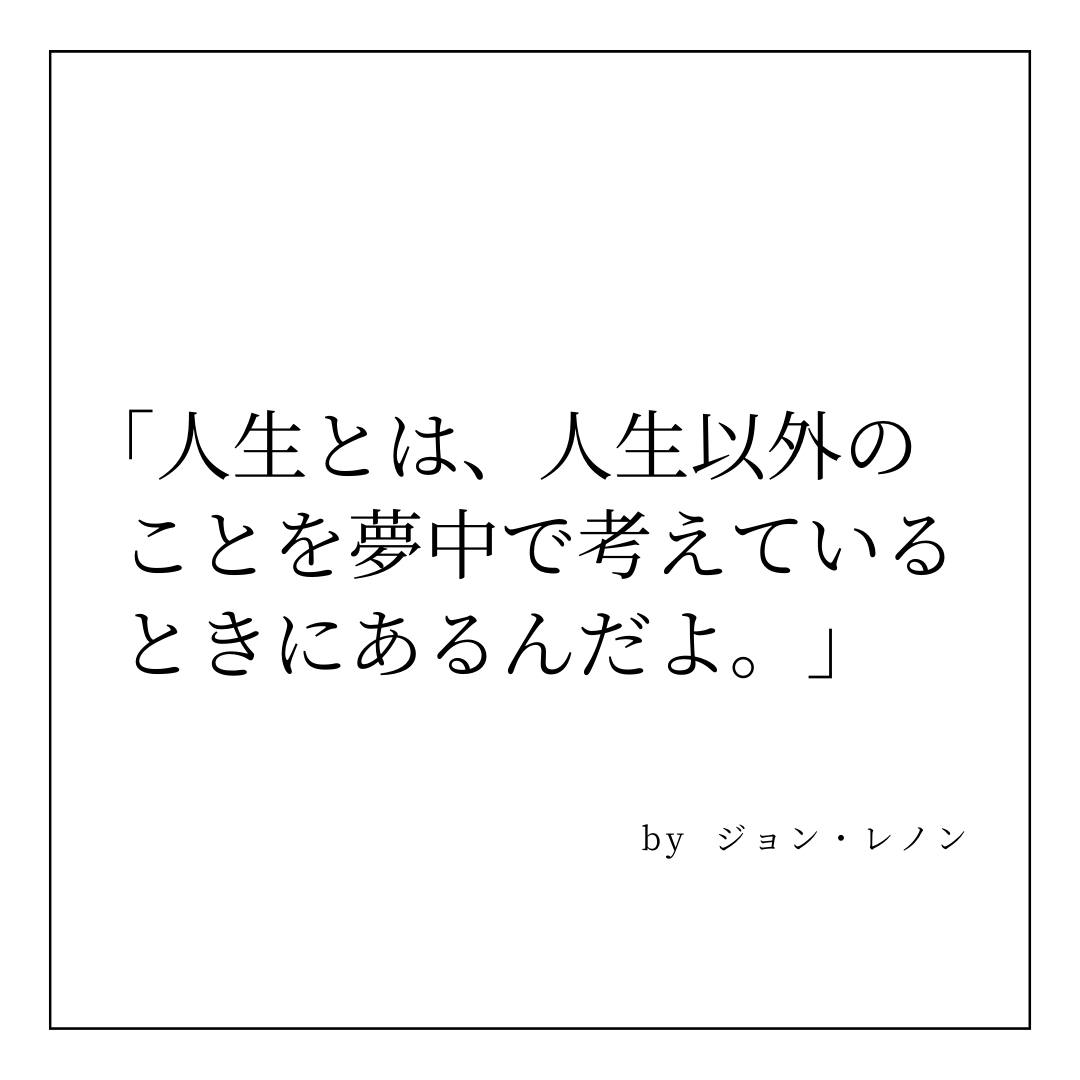 「人生とは、人生以外の
ことを夢中で考えている
ときにあるんだよ。」
by ジョン・レノン